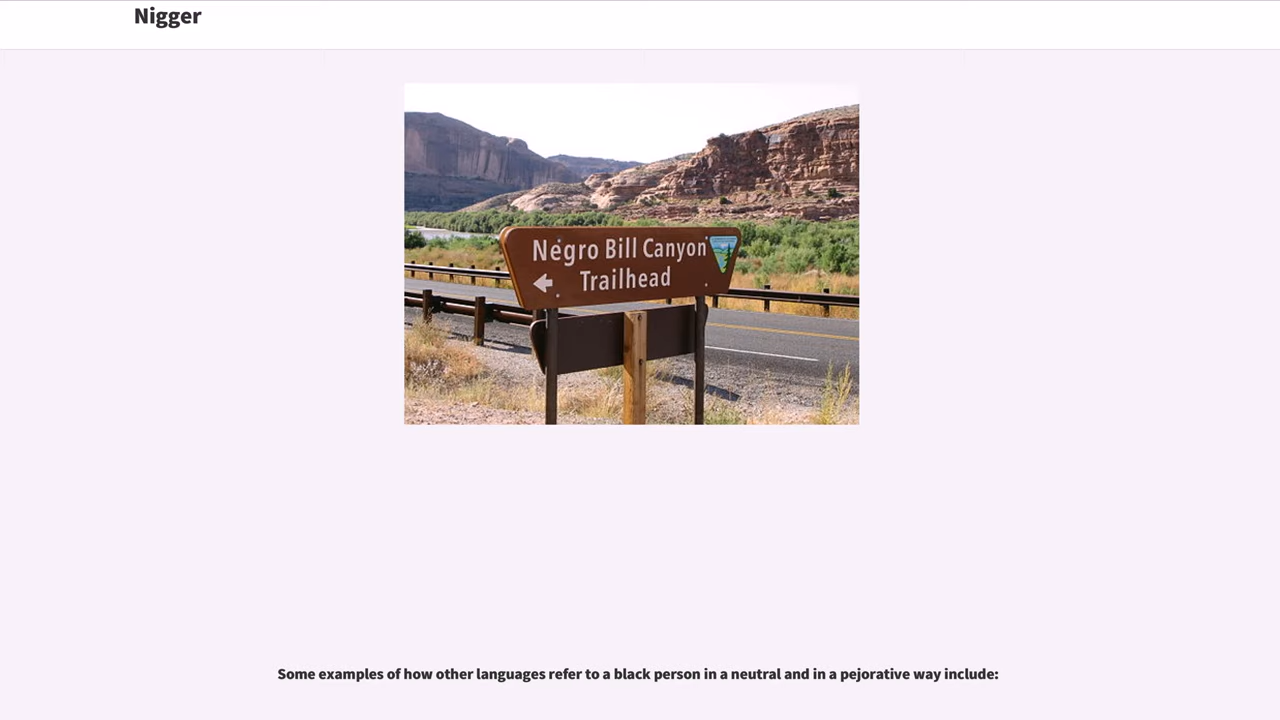 Nigger
Negro Bill Canyon
Trailhead
Some examples of how other languages refer to a black person in a neutral and in a pejorative way include: